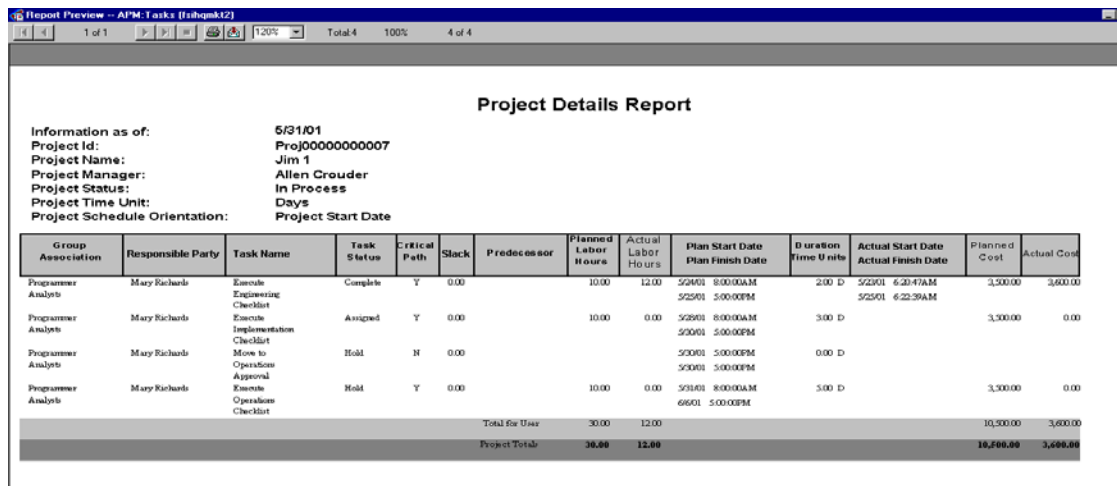 Report Preview -- APM:Tasks (fsihqmkt2)
1 of 1 120% Total:4 100% 4 of 4
Project Details Report
Information as of: 5/31/01
Project Id: Proj00000000007
Project Name: Jim 1
Project Manager: Allen Crouder
Project Status: In Process
Project Time Unit: Days
Project Schedule Orientation: Project Start Date
Group Association Responsible Party Task Name Task Status Critical Path Slack Predecessor Planned Labor Hours Actual Labor Hours Plan Start Date Plan Finish Date Duration Time Units Actual Start Date Actual Finish Date Planned Cost Actual Cost
Programmer Mary Richards Execute Complete Y 0.00 10.00 12.00 5/24/01 8:00:00AM 2.00 D 5/23/01 6:20:47AM 3,500.00 3,600.00
Analysts Engineering 5/25/01 5:00:00PM 5/25/01 6:22:39AM
Checklist
Programmer Mary Richards Execute Assigned Y 0.00 10.00 0.00 5/28/01 8:00:00AM 3.00 D 3,500.00 0.00
Analysts Implementation 5/30/01 5:00:00PM
Checklist
Programmer Mary Richards Move to Hold N 0.00 5/30/01 5:00:00PM 0.00 D
Analysts Operations 5/30/01 5:00:00PM
Approval
Programmer Mary Richards Execute Hold Y 0.00 10.00 0.00 5/31/01 8:00:00AM 5.00 D 3,500.00 0.00
Analysts Operations 6/6/01 5:00:00PM
Checklist
Total for User 30.00 12.00 10,500.00 3,600.00
Project Totals 30.00 12.00 10,500.00 3,600.00